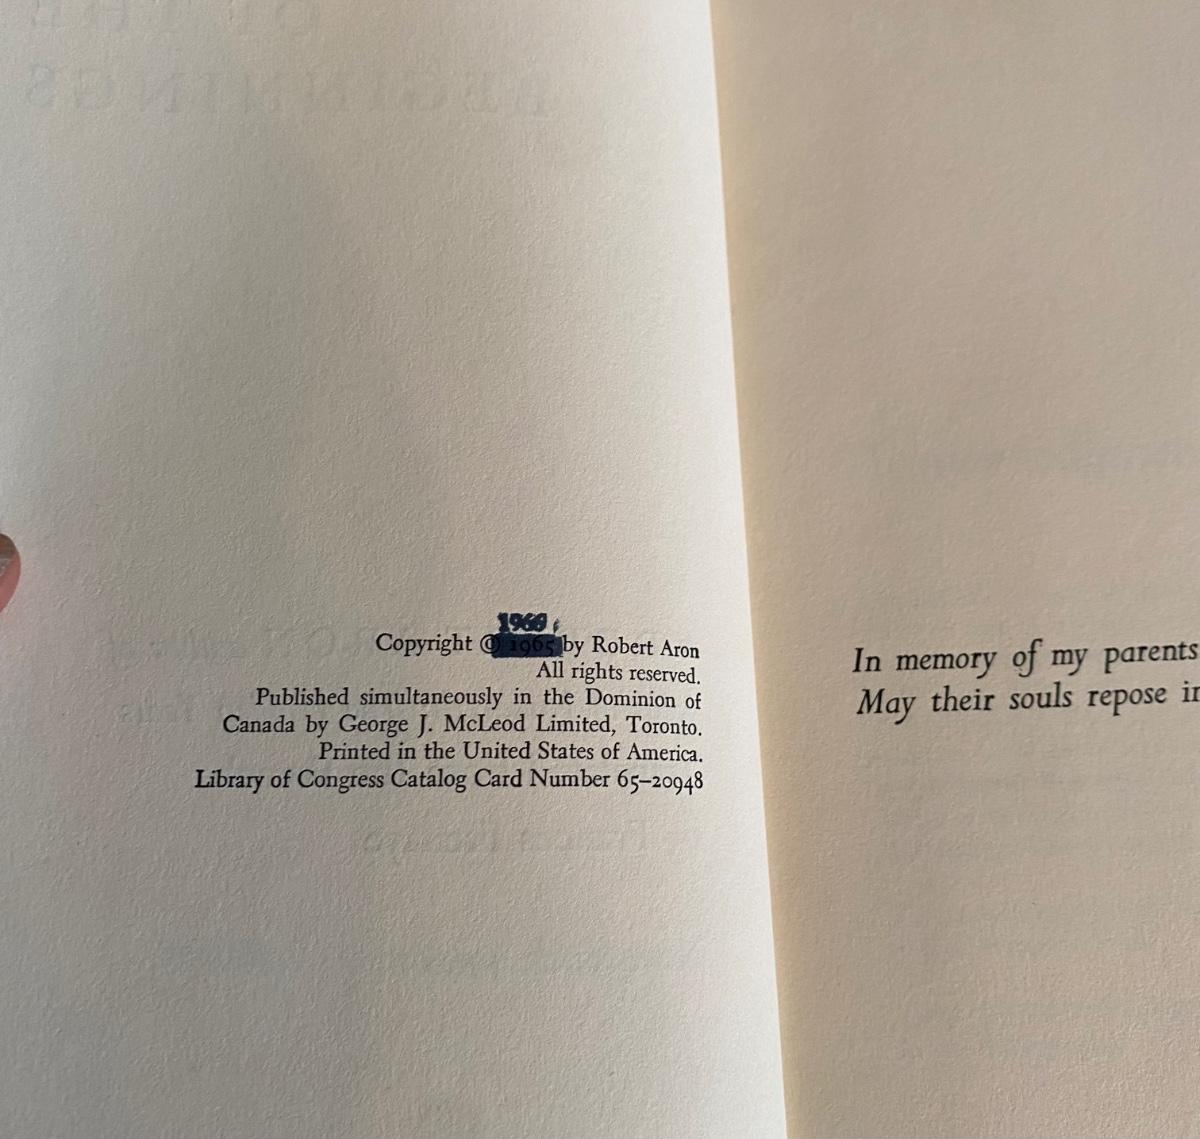 1966
Copyright © 1965 by Robert Aron
All rights reserved.
Published simultaneously in the Dominion of
Canada by George J. McLeod Limited, Toronto.
Printed in the United States of America.
Library of Congress Catalog Card Number 65–20948
In memory of my parents
May their souls repose in